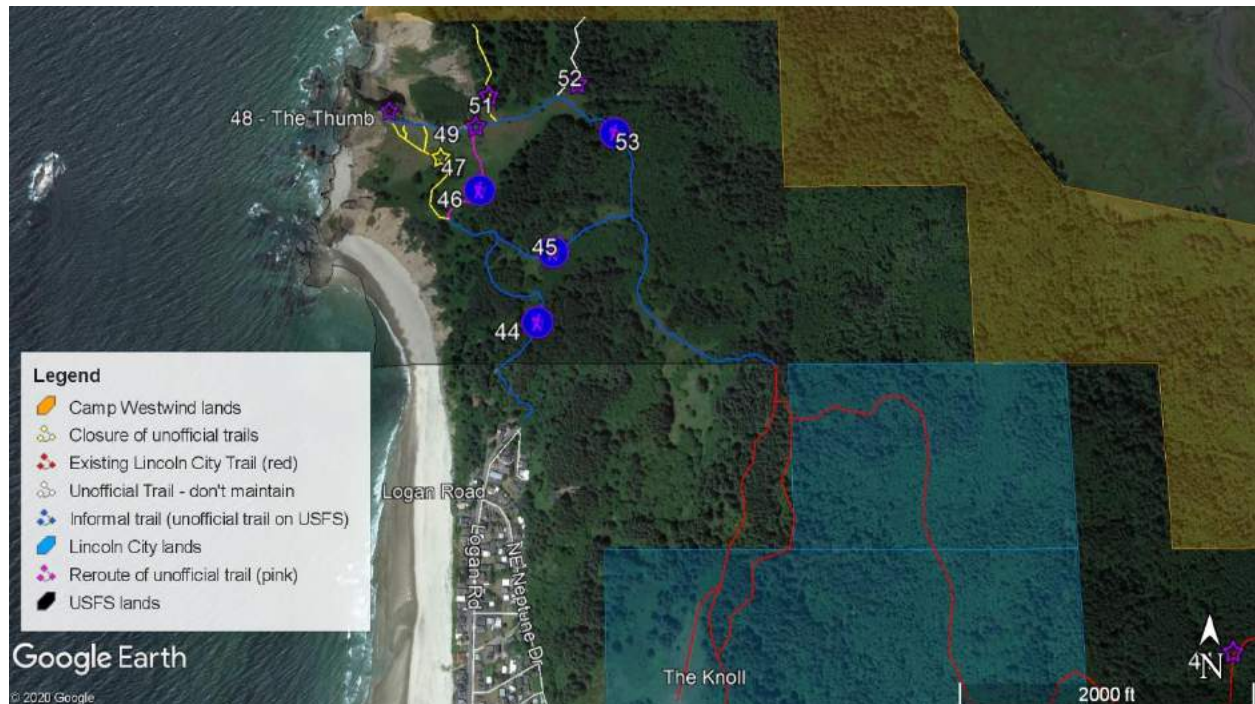 52
51
48 - The Thumb
49
53
47
46
45
44
Legend
Camp Westwind lands
Closure of unofficial trails
Existing Lincoln City Trail (red)
Unofficial Trail - don't maintain
Informal trail (unofficial trail on USFS)
Lincoln City lands
Reroute of unofficial trail (pink)
USFS lands
Logan Road
Logan Rd
NE Neptune Dr
The Knoll
4
N
2000 ft
Google Earth
© 2020 Google